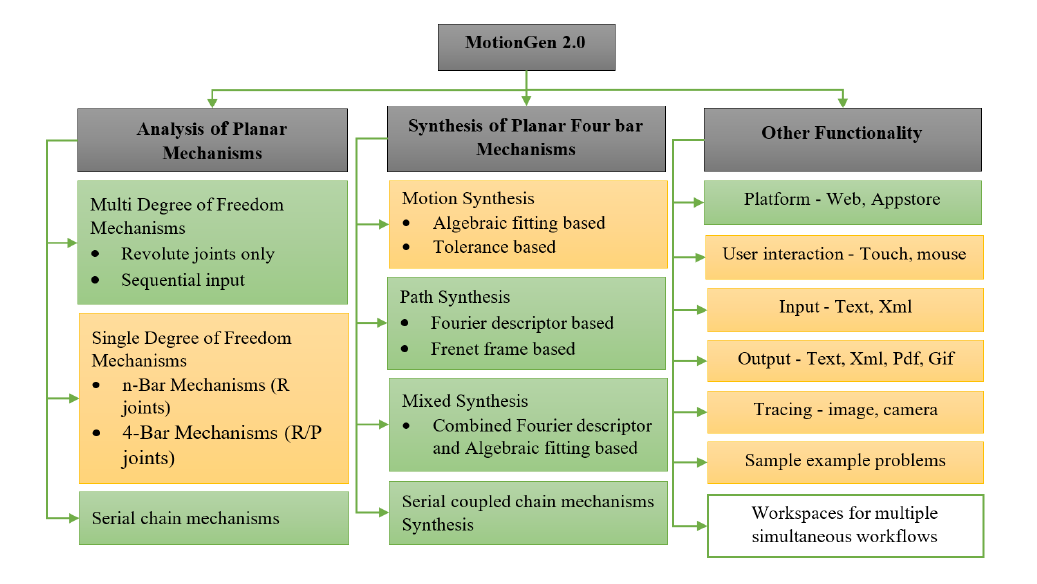 MotionGen 2.0
Analysis of Planar
Mechanisms
Multi Degree of Freedom
Mechanisms
• Revolute joints only
• Sequential input
Single Degree of Freedom
Mechanisms
• n-Bar Mechanisms (R
joints)
• 4-Bar Mechanisms (R/P
joints)
Serial chain mechanisms
Synthesis of Planar Four bar
Mechanisms
Motion Synthesis
• Algebraic fitting based
• Tolerance based
Path Synthesis
• Fourier descriptor based
• Frenet frame based
Mixed Synthesis
• Combined Fourier descriptor
and Algebraic fitting based
Serial coupled chain mechanisms
Synthesis
Other Functionality
Platform - Web, Appstore
User interaction - Touch, mouse
Input - Text, Xml
Output - Text, Xml, Pdf, Gif
Tracing - image, camera
Sample example problems
Workspaces for multiple
simultaneous workflows